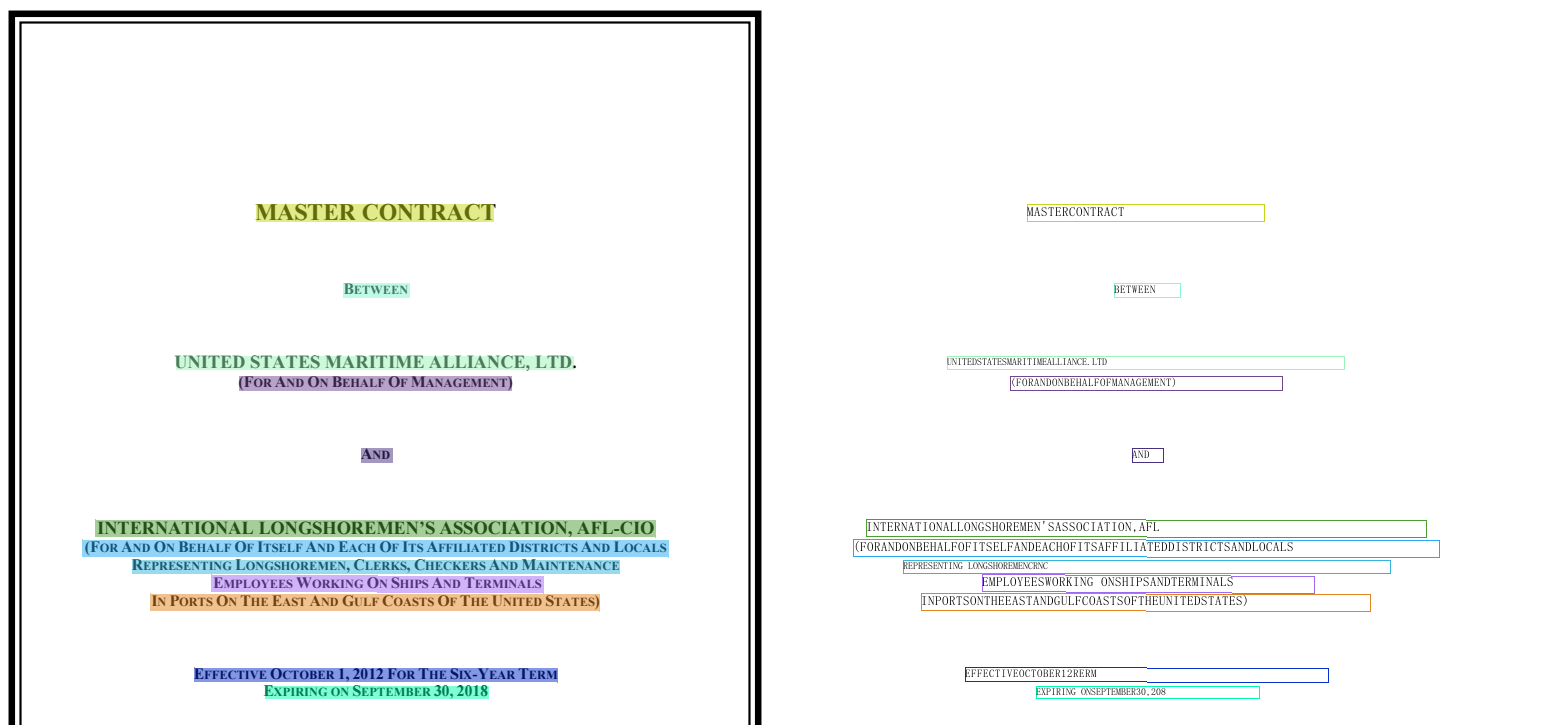 MASTER CONTRACT
BETWEEN
UNITED STATES MARITIME ALLIANCE, LTD.
(FOR AND ON BEHALF OF MANAGEMENT)
AND
INTERNATIONAL LONGSHOREMEN'S ASSOCIATION, AFL-CIO
(FOR AND ON BEHALF OF ITSELF AND EACH OF ITS AFFILIATED DISTRICTS AND LOCALS
REPRESENTING LONGSHOREMEN, CLERKS, CHECKERS AND MAINTENANCE
EMPLOYEES WORKING ON SHIPS AND TERMINALS
IN PORTS ON THE EAST AND GULF COASTS OF THE UNITED STATES)
EFFECTIVE OCTOBER 1, 2012 FOR THE SIX-YEAR TERM
EXPIRING ON SEPTEMBER 30, 2018
MASTERCONTRACT
BETWEEN
UNITEDSTATESMARITIMEALLIANCE.LTD
(FORANDONBEHALFOFMANAGEMENT)
AND
INTERNATIONALLONGSHOREMEN'SASSOCIATION,AFL
(FORANDONBEHALFOFITSELFANDEACHOFITSAFFILIATEDDISTRICTSANDLOCALS
REPRESENTING LONGSHOREMENCRNC
EMPLOYEESWORKING ONSHIPSANDTERMINALS
INPORTSONTHEEASTANDGULFCOASTSOFTHEUNITEDSTATES)
EFFECTIVEOCTOBER12RERM
EXPIRING ONSEPTEMBER30,208